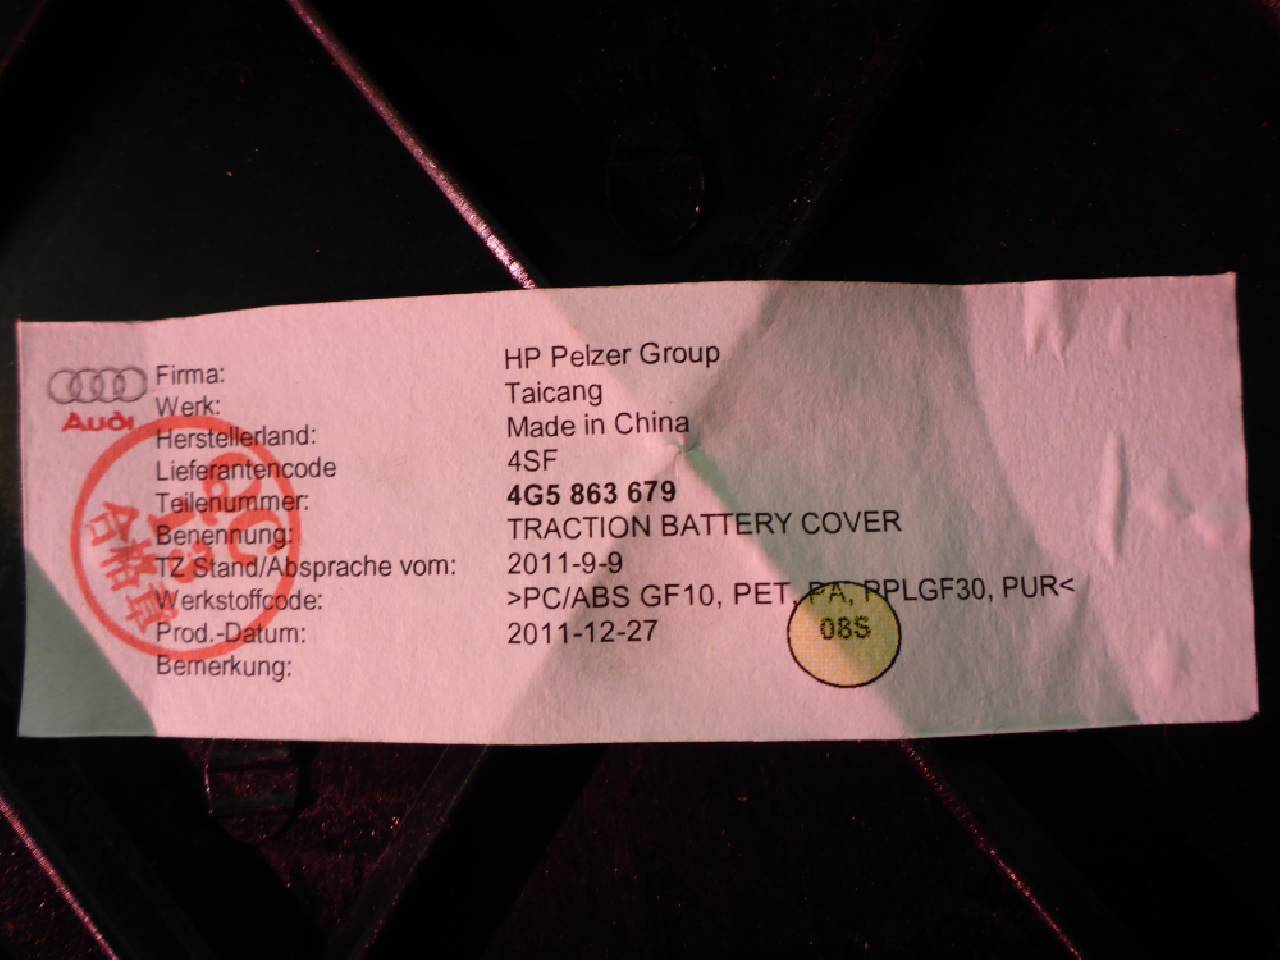 Audi
Firma: HP Pelzer Group
Werk: Taicang
Herstellerland: Made in China
Lieferantencode 4SF
Teilenummer: 4G5 863 679
Benennung: TRACTION BATTERY COVER
TZ Stand/Absprache vom: 2011-9-9
Werkstoffcode: >PC/ABS GF10, PET, PA, PPLGF30, PUR<
Prod.-Datum: 2011-12-27
08S
Bemerkung:
QC
合格章